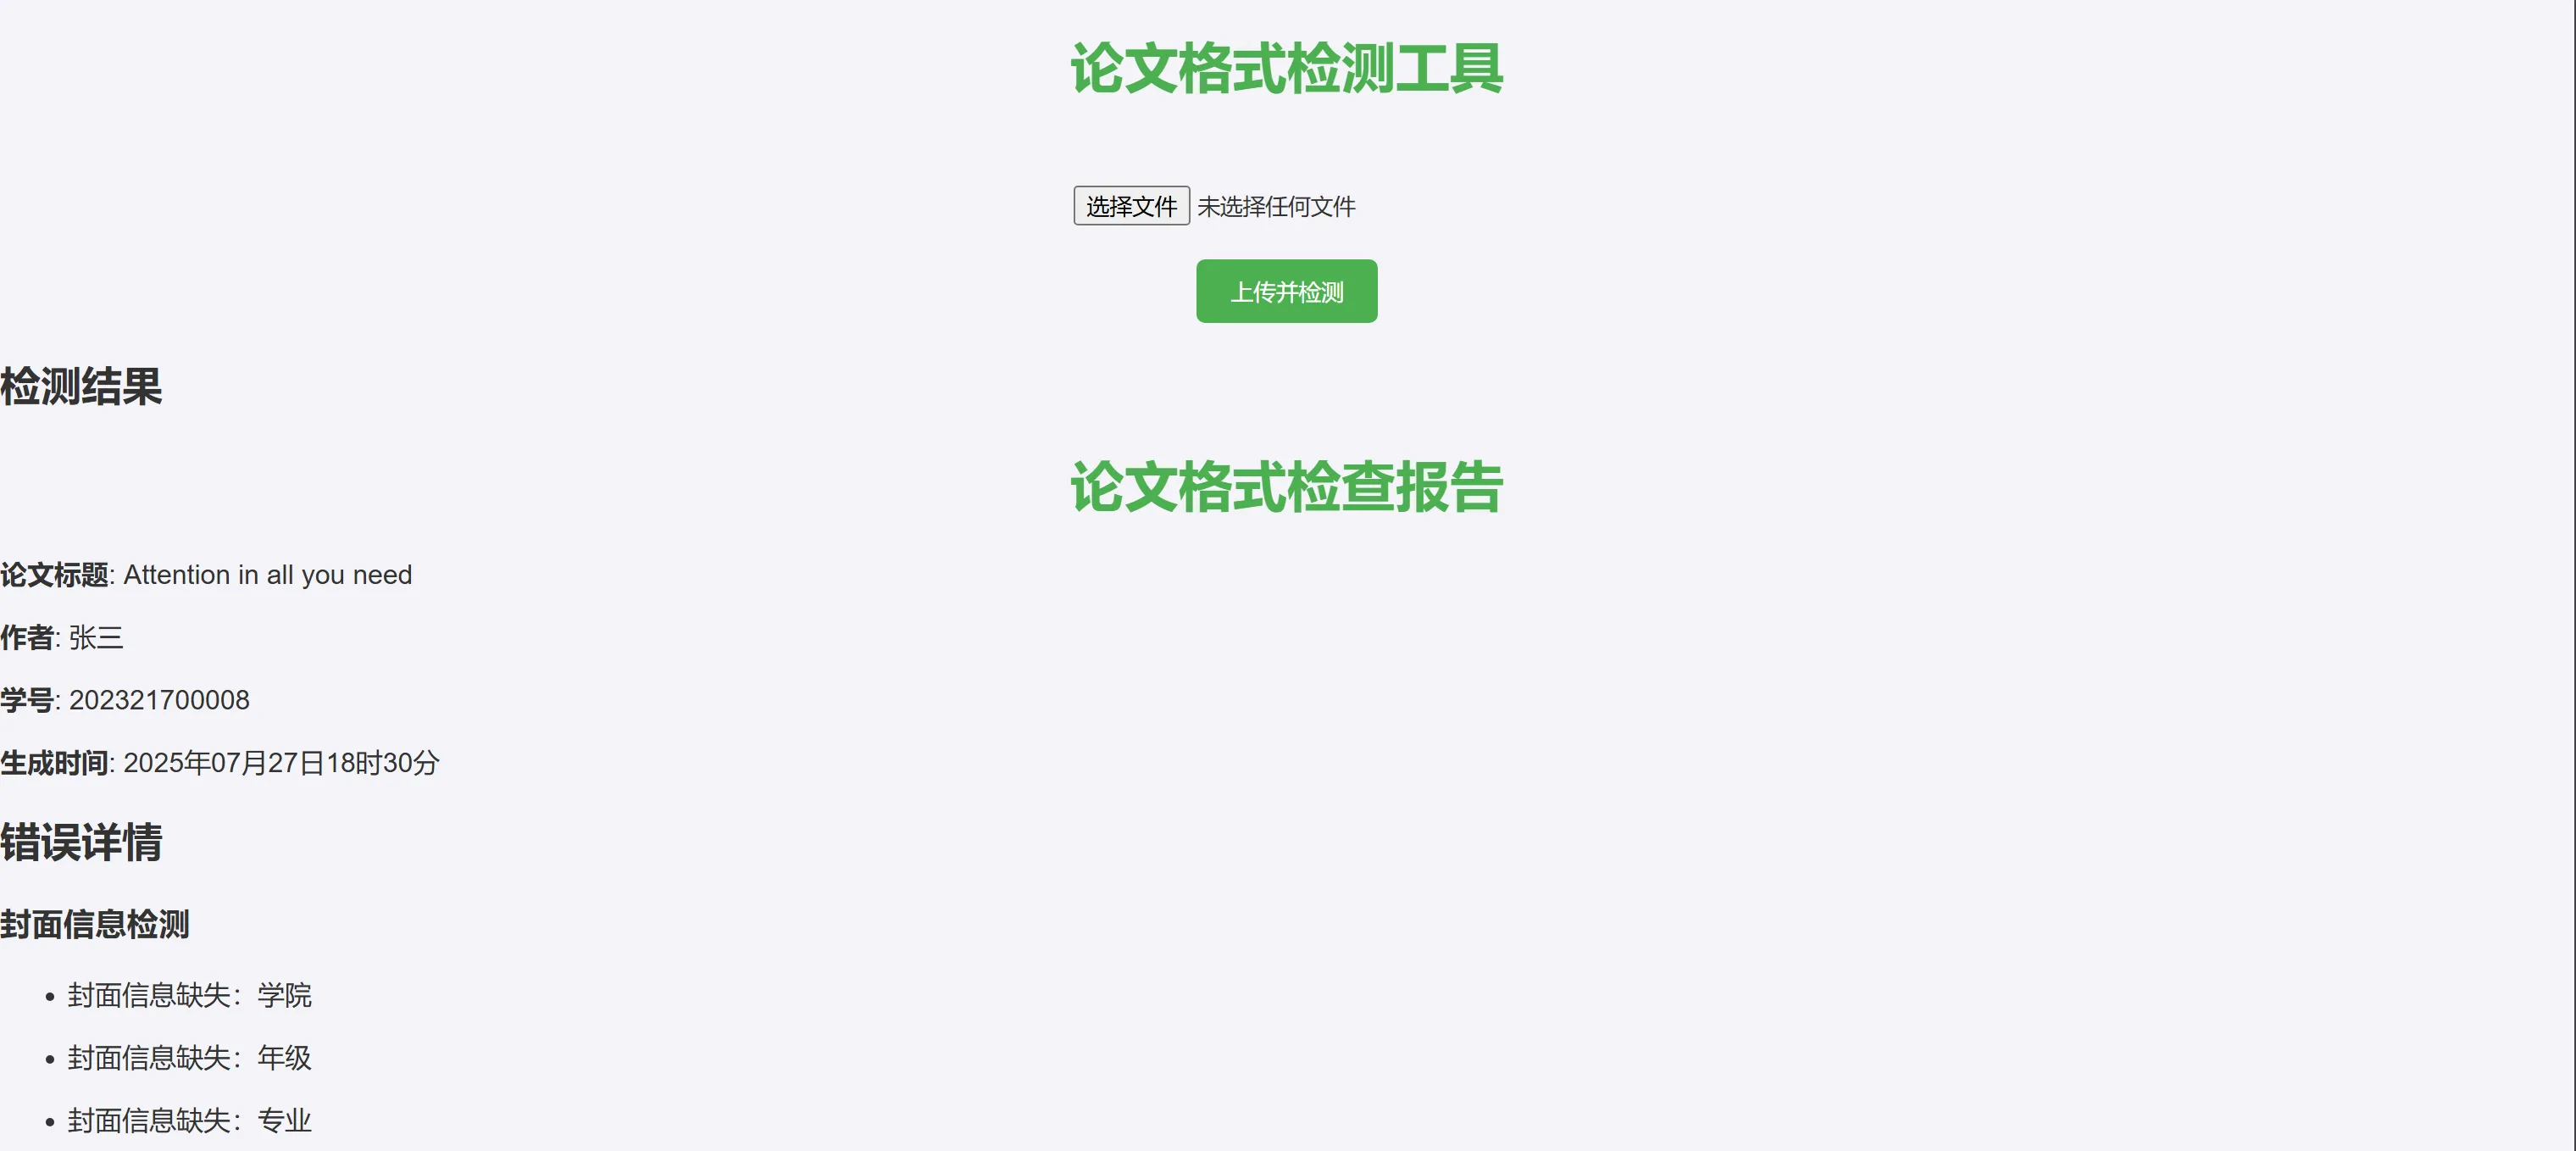 论文格式检测工具
选择文件 未选择任何文件
上传并检测
检测结果
论文格式检查报告
论文标题: Attention in all you need
作者: 张三
学号: 202321700008
生成时间: 2025年07月27日18时30分
错误详情
封面信息检测
• 封面信息缺失：学院
• 封面信息缺失：年级
• 封面信息缺失：专业